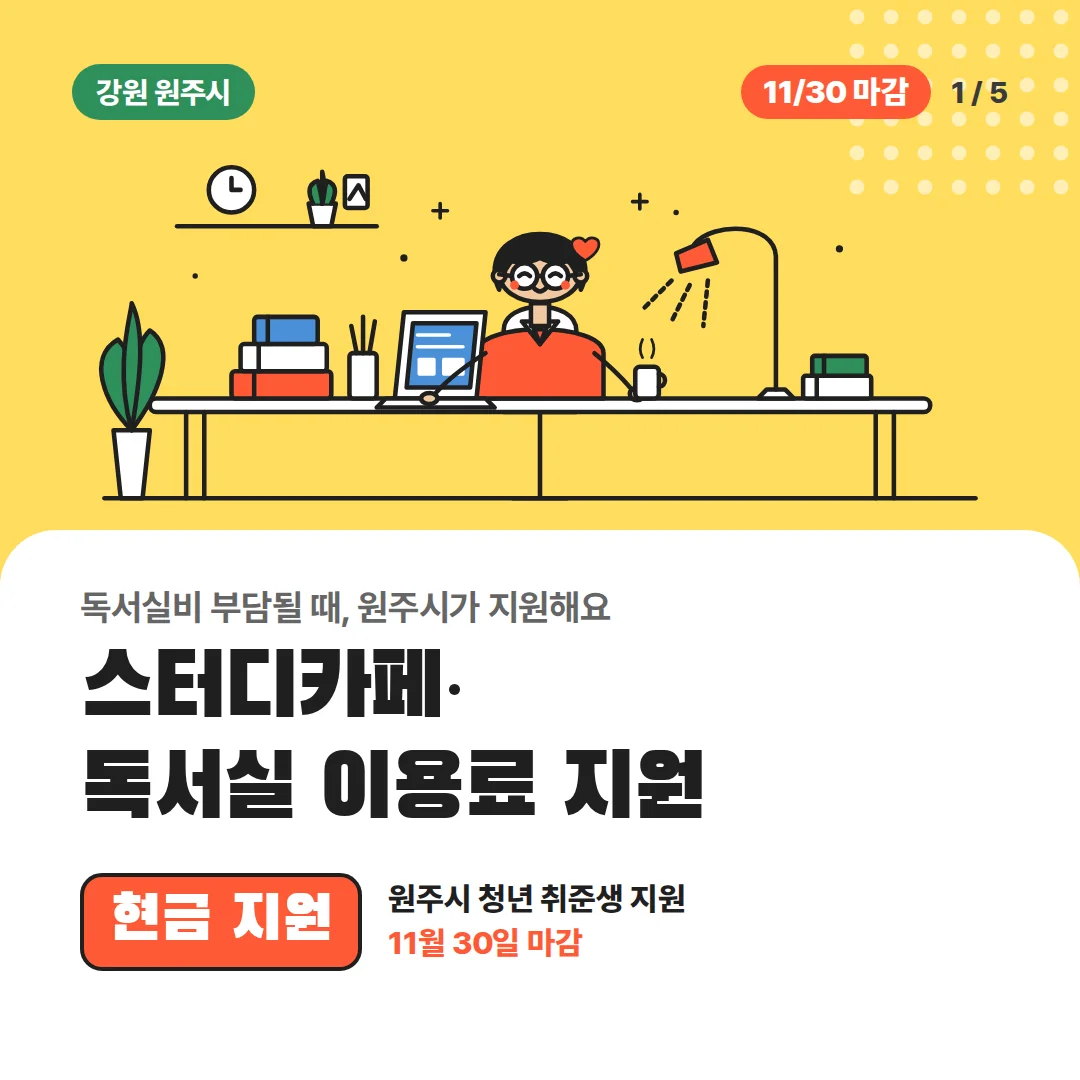 강원 원주시
11/30 마감
1 / 5
독서실비 부담될 때, 원주시가 지원해요
스터디카페·
독서실 이용료 지원
현금 지원
원주시 청년 취준생 지원
11월 30일 마감